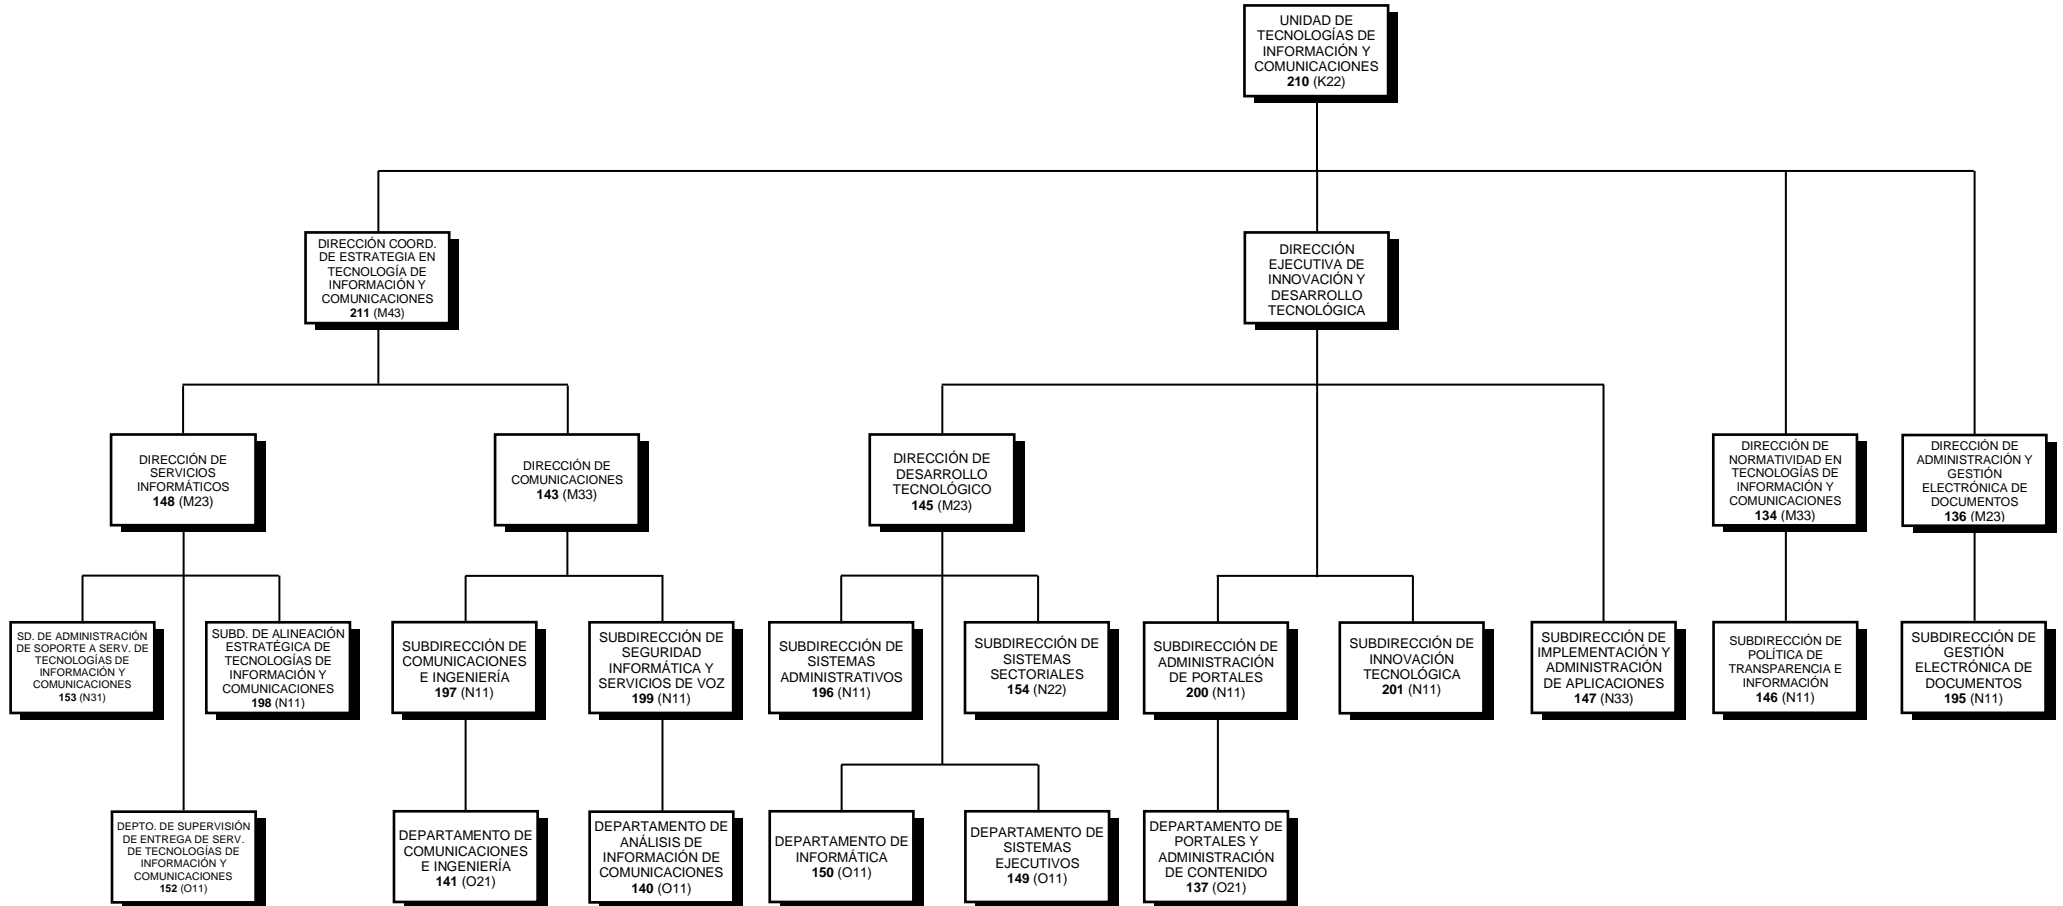 UNIDAD DE
TECNOLOGÍAS DE
INFORMACIÓN Y
COMUNICACIONES
210 (K22)
DIRECCIÓN COORD.
DE ESTRATEGIA EN
TECNOLOGÍA DE
INFORMACIÓN Y
COMUNICACIONES
211 (M43)
DIRECCIÓN
EJECUTIVA DE
INNOVACIÓN Y
DESARROLLO
TECNOLÓGICA
DIRECCIÓN DE
SERVICIOS
INFORMÁTICOS
148 (M23)
DIRECCIÓN DE
COMUNICACIONES
143 (M33)
DIRECCIÓN DE
DESARROLLO
TECNOLÓGICO
145 (M23)
DIRECCIÓN DE
NORMATIVIDAD EN
TECNOLOGÍAS DE
INFORMACIÓN Y
COMUNICACIONES
134 (M33)
DIRECCIÓN DE
ADMINISTRACIÓN Y
GESTIÓN
ELECTRÓNICA DE
DOCUMENTOS
136 (M23)
SD. DE ADMINISTRACIÓN
DE SOPORTE A SERV. DE
TECNOLOGÍAS DE
INFORMACIÓN Y
COMUNICACIONES
153 (N31)
SUBD. DE ALINEACIÓN
ESTRATÉGICA DE
TECNOLOGÍAS DE
INFORMACIÓN Y
COMUNICACIONES
198 (N11)
SUBDIRECCIÓN DE
COMUNICACIONES
E INGENIERÍA
197 (N11)
SUBDIRECCIÓN DE
SEGURIDAD
INFORMÁTICA Y
SERVICIOS DE VOZ
199 (N11)
SUBDIRECCIÓN DE
SISTEMAS
ADMINISTRATIVOS
196 (N11)
SUBDIRECCIÓN DE
SISTEMAS
SECTORIALES
154 (N22)
SUBDIRECCIÓN DE
ADMINISTRACIÓN
DE PORTALES
200 (N11)
SUBDIRECCIÓN DE
INNOVACIÓN
TECNOLÓGICA
201 (N11)
SUBDIRECCIÓN DE
IMPLEMENTACIÓN Y
ADMINISTRACIÓN
DE APLICACIONES
147 (N33)
SUBDIRECCIÓN DE
POLÍTICA DE
TRANSPARENCIA E
INFORMACIÓN
146 (N11)
SUBDIRECCIÓN DE
GESTIÓN
ELECTRÓNICA DE
DOCUMENTOS
195 (N11)
DEPTO. DE SUPERVISIÓN
DE ENTREGA DE SERV.
DE TECNOLOGÍAS DE
INFORMACIÓN Y
COMUNICACIONES
152 (O11)
DEPARTAMENTO DE
COMUNICACIONES
E INGENIERÍA
141 (O21)
DEPARTAMENTO DE
ANÁLISIS DE
INFORMACIÓN DE
COMUNICACIONES
140 (O11)
DEPARTAMENTO DE
INFORMÁTICA
150 (O11)
DEPARTAMENTO DE
SISTEMAS
EJECUTIVOS
149 (O11)
DEPARTAMENTO DE
PORTALES Y
ADMINISTRACIÓN
DE CONTENIDO
137 (O21)